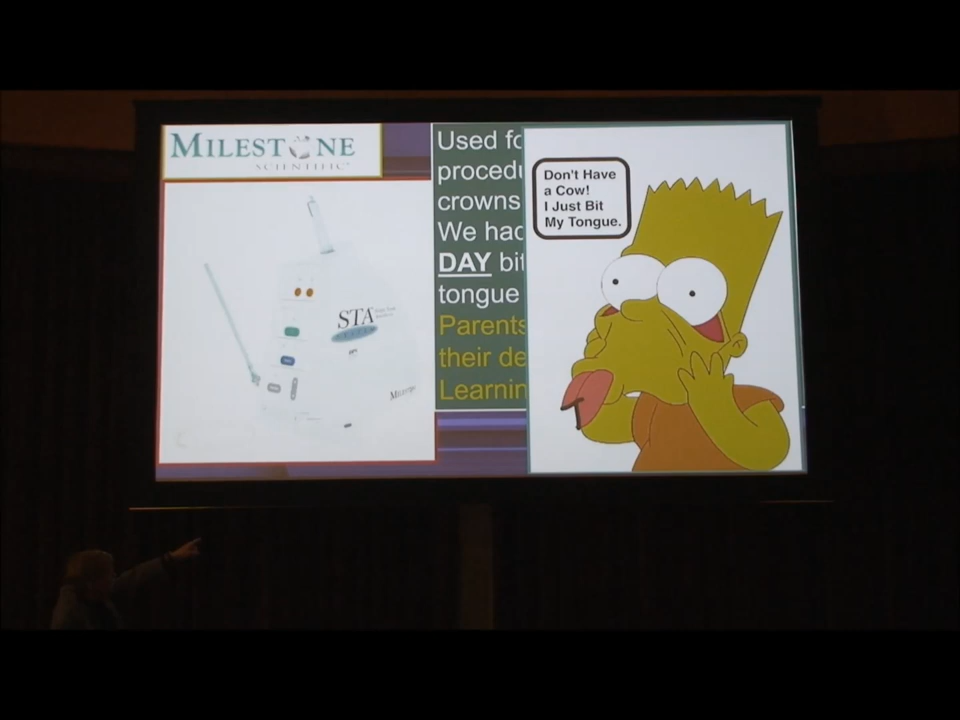 MILESTONE
SCIENTIFIC
STA
Used fo
procedu
crowns
We had
DAY bit
tongue
Parents
their de
Learnin
Don't Have
a Cow!
I Just Bit
My Tongue.